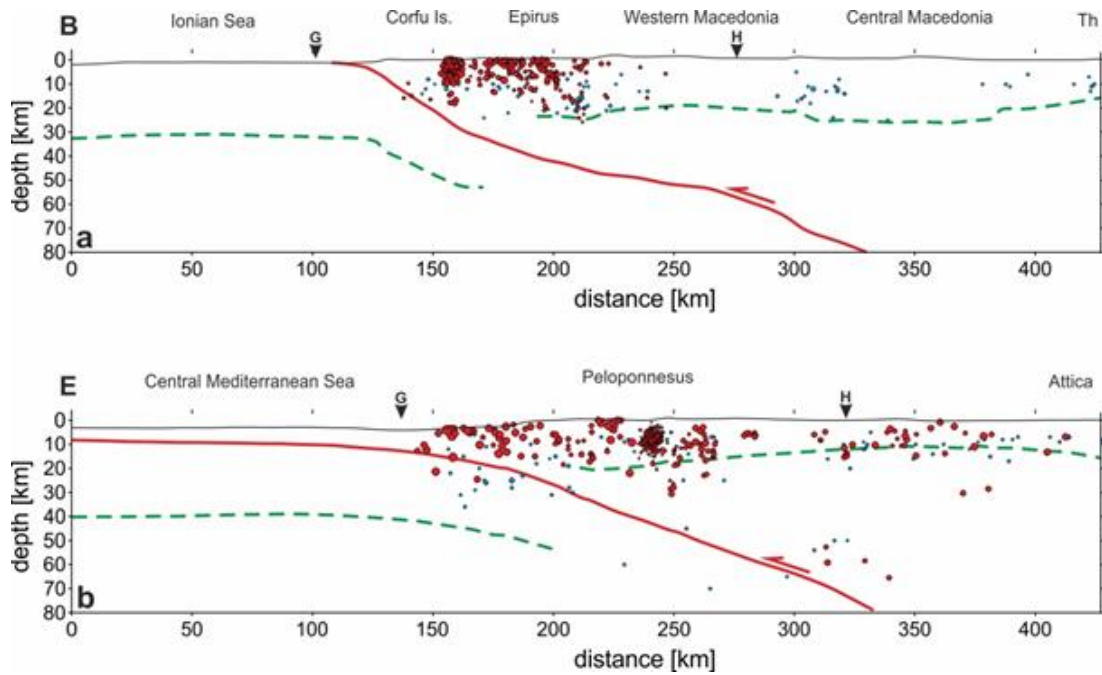 B
Ionian Sea Corfu Is. Epirus Western Macedonia Central Macedonia Th
G H
0
10
20
30
40
50
60
70
80
depth [km]
a
0 50 100 150 200 250 300 350 400
distance [km]
E
Central Mediterranean Sea Peloponnesus Attica
G H
0
10
20
30
40
50
60
70
80
depth [km]
b
0 50 100 150 200 250 300 350 400
distance [km]